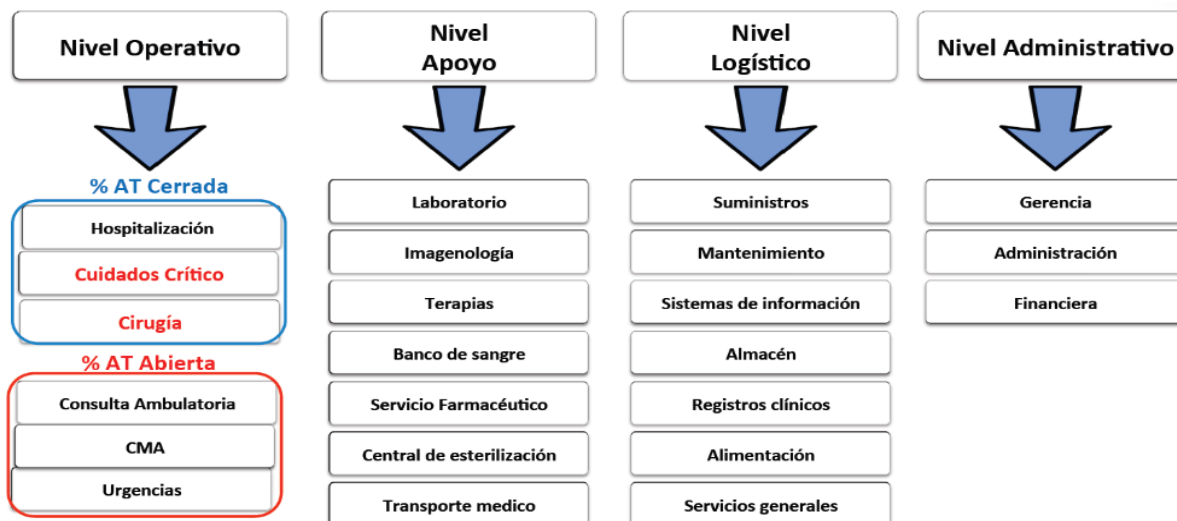 Nivel Operativo
% AT Cerrada
Hospitalización
Cuidados Crítico
Cirugía
% AT Abierta
Consulta Ambulatoria
CMA
Urgencias
Nivel
Apoyo
Laboratorio
Imagenología
Terapias
Banco de sangre
Servicio Farmacéutico
Central de esterilización
Transporte medico
Nivel
Logístico
Suministros
Mantenimiento
Sistemas de información
Almacén
Registros clínicos
Alimentación
Servicios generales
Nivel Administrativo
Gerencia
Administración
Financiera